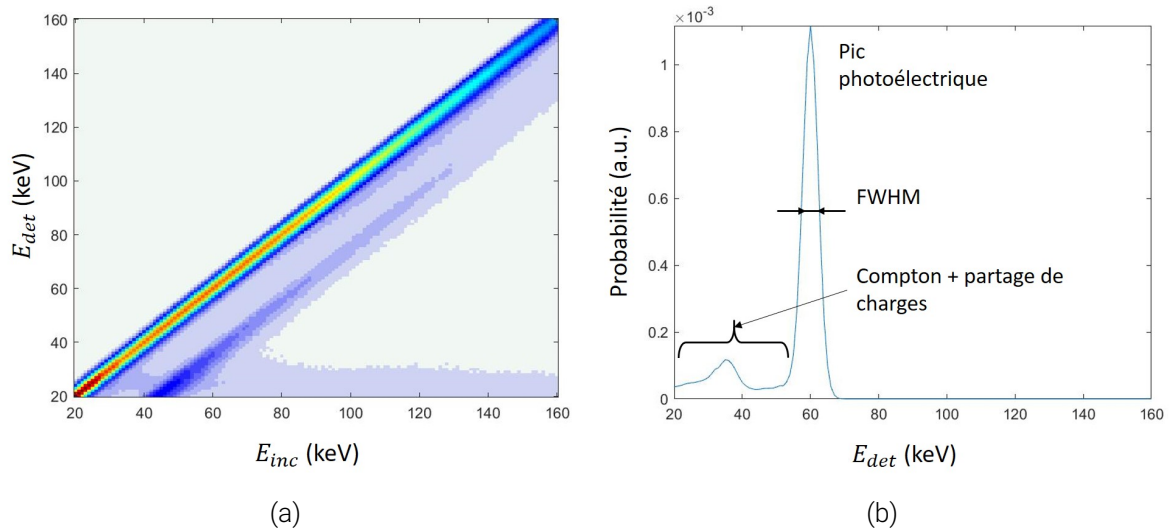 160
140
120
100
80
60
40
20
20
40
60
80
100
120
140
160
E_det (keV)
E_inc (keV)
(a)
×10⁻³
1
0.8
0.6
0.4
0.2
0
20
40
60
80
100
120
140
160
Probabilité (a.u.)
Pic
photoélectrique
FWHM
Compton + partage de
charges
E_det (keV)
(b)